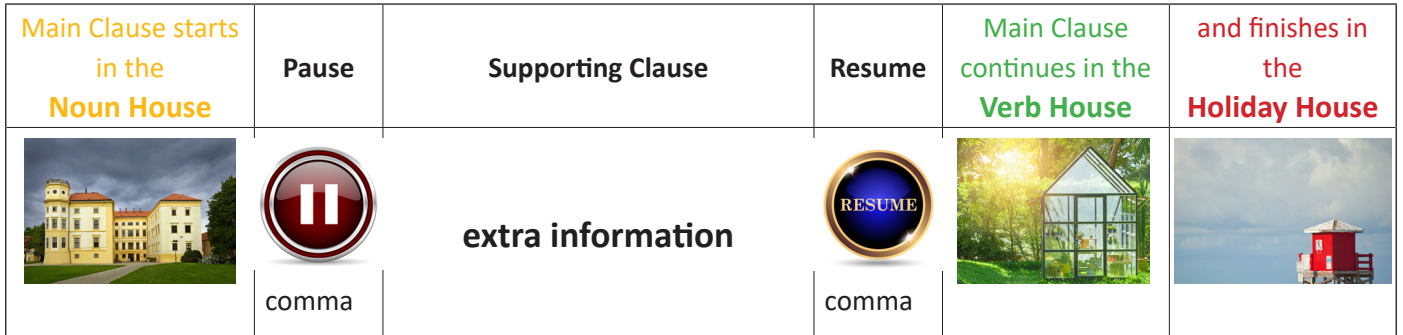 Main Clause starts
in the
Noun House
Pause
Supporting Clause
Resume
Main Clause
continues in the
Verb House
and finishes in
the
Holiday House
extra information
RESUME
comma
comma